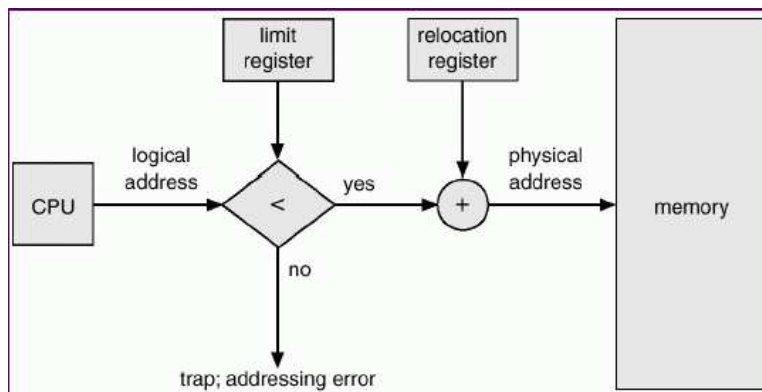 limit
register
relocation
register
logical
address
physical
address
CPU
<
yes
+
memory
no
trap; addressing error